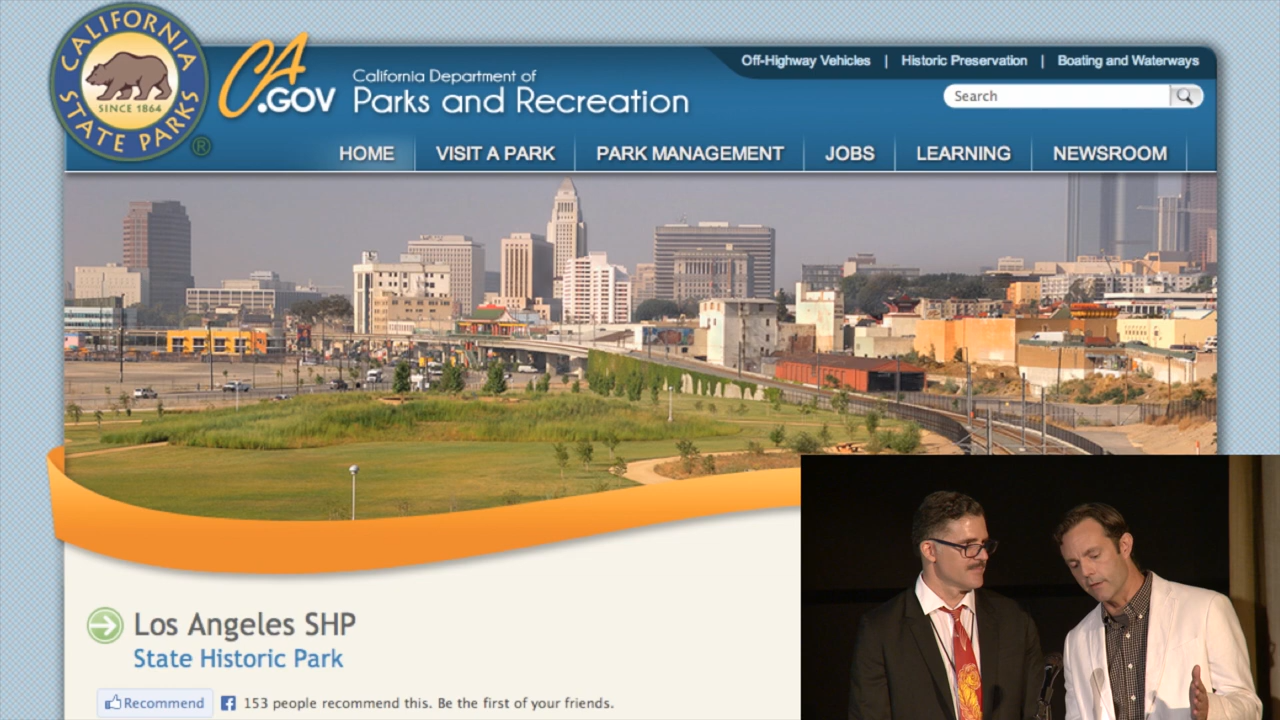 CALIFORNIA
SINCE 1864
STATE PARKS
®
CA
.GOV
California Department of
Parks and Recreation
Off-Highway Vehicles | Historic Preservation | Boating and Waterways
Search
HOME
VISIT A PARK
PARK MANAGEMENT
JOBS
LEARNING
NEWSROOM
Los Angeles SHP
State Historic Park
Recommend
153 people recommend this. Be the first of your friends.